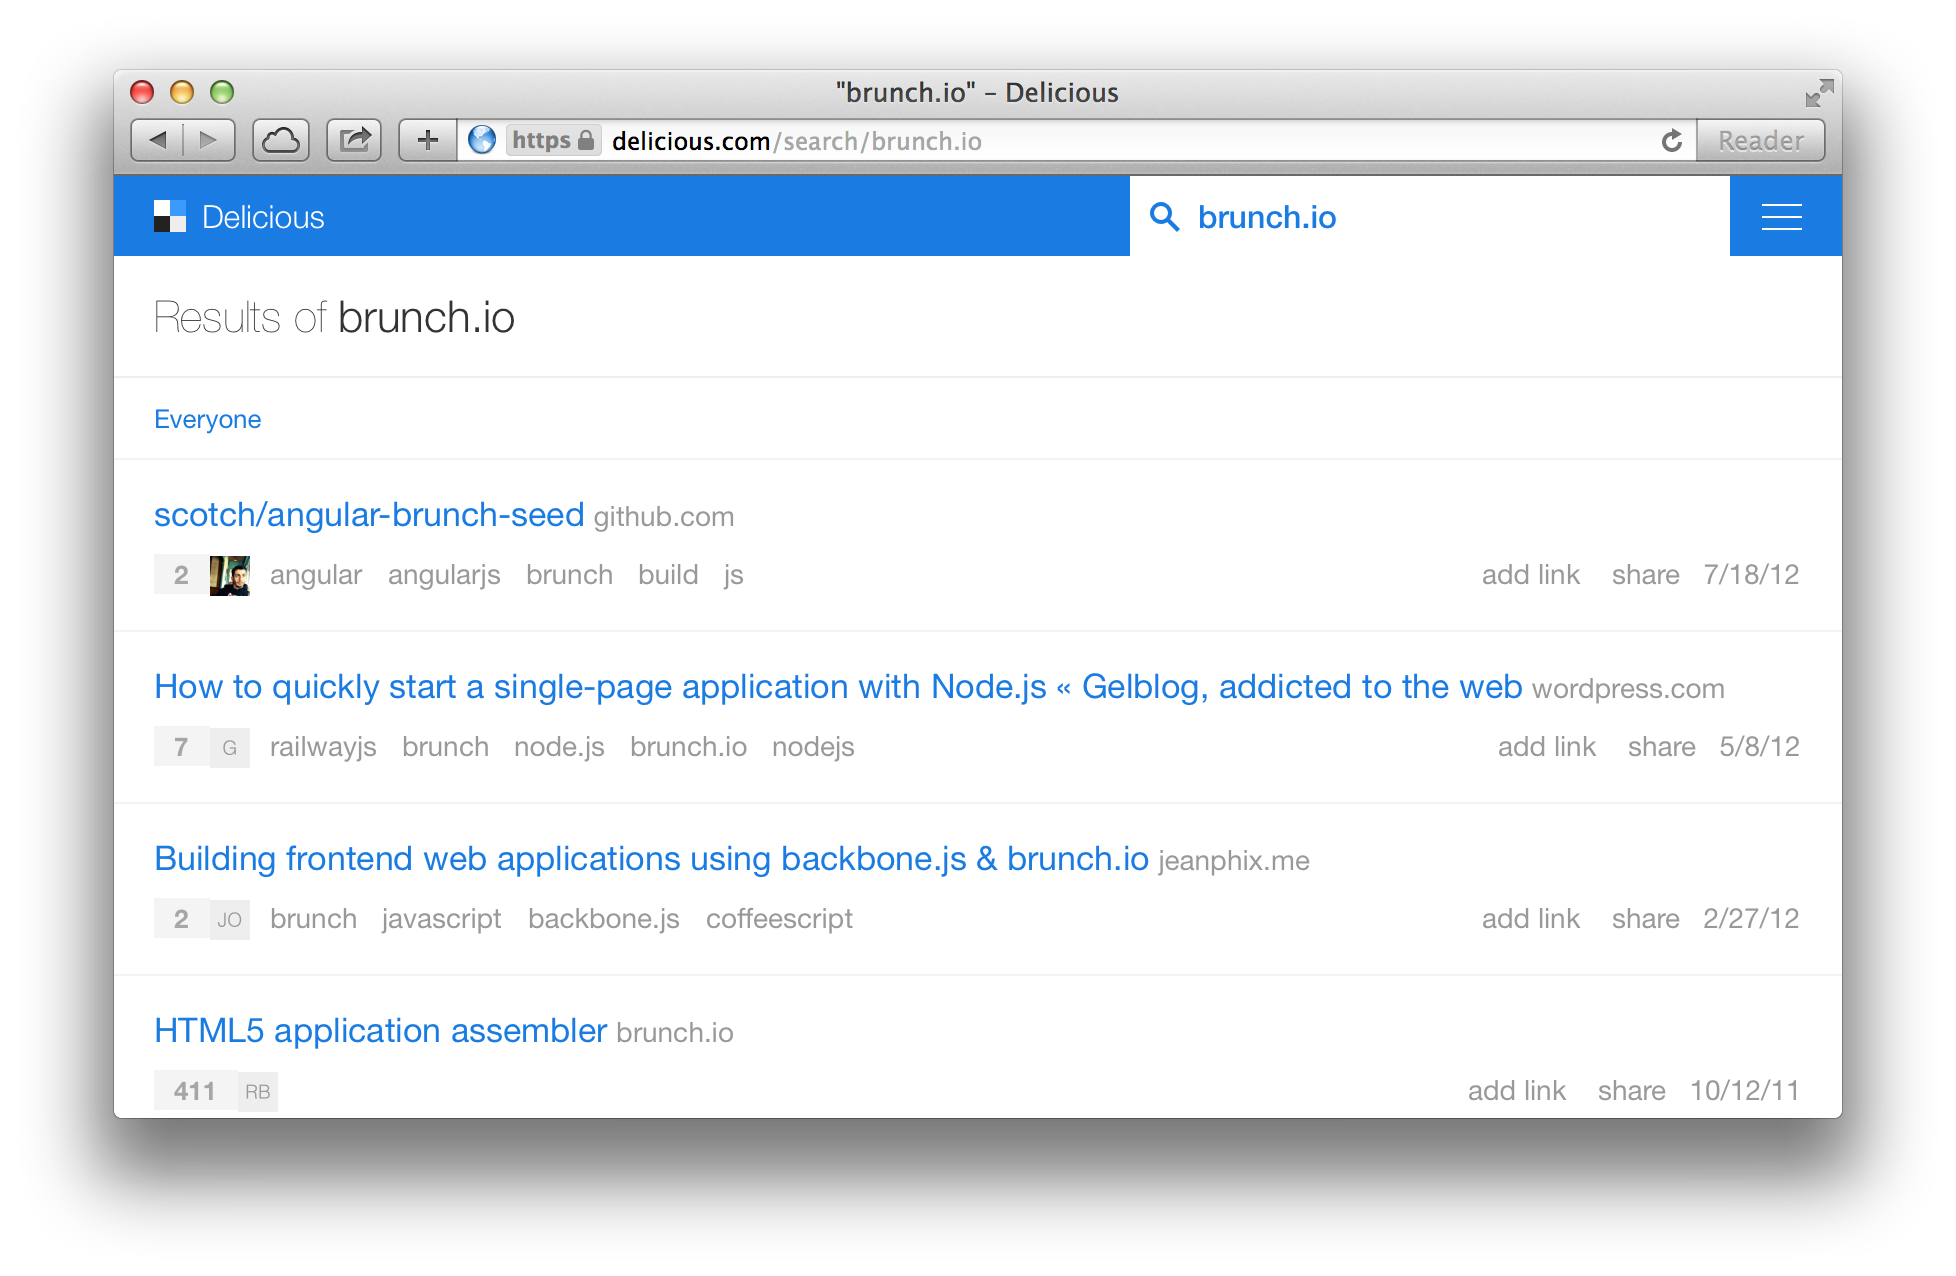 "brunch.io" – Delicious
https delicious.com/search/brunch.io Reader
Delicious brunch.io
Results of brunch.io
Everyone
scotch/angular-brunch-seed github.com
2 angular angularjs brunch build js add link share 7/18/12
How to quickly start a single-page application with Node.js « Gelblog, addicted to the web wordpress.com
7 G railwayjs brunch node.js brunch.io nodejs add link share 5/8/12
Building frontend web applications using backbone.js & brunch.io jeanphix.me
2 JO brunch javascript backbone.js coffeescript add link share 2/27/12
HTML5 application assembler brunch.io
411 RB add link share 10/12/11